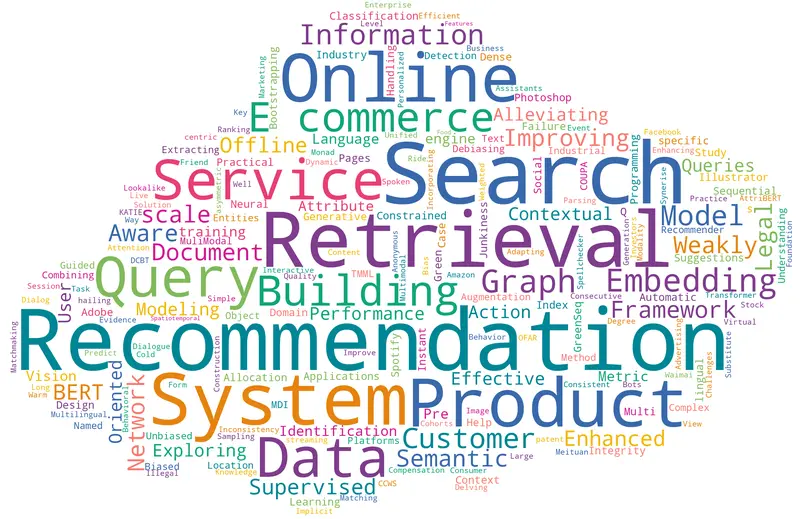 Enterprise
Classification Efficient
Level Features
Information
Industry
Handling
Personalized
Detection
Business
Dense
Marketing
Bootstrapping
Online
Assistants
Photoshop
Key
E commerce
Alleviating
Ranking
Failure Event
Facebook
centric
Offline
Language
engine
Text
Improving
specific
Unified
Food
Debiasing
Industrial
Programming
Enhancing
Extracting
Monad
Pages
Search
Queries
Study
Friend
Practical
Dynamic
Ride
Incorporating
Weighted
Social
COUPA
Synerise
Illustrator
Service
Asymmetric
Neural
Spoken
Parsing
Sequential
Lookalike
Well
Attribute
Practice
AttriBERT
Live
Solution
Generative
Constrained
Contextual
Q
Model
Recommender
s
Legal
KATIE
Way
scale
Entities
Retrieval
Case
Junkiness
Generation
Inventors
Modality
Understanding
Foundation
Aware
training
MuliModal
Content
Bias
Green
Adapting
Spellchecker
Weakly
Attention
Document
Anonymous
Multimodal
Suggestions
Guided
DCBT
Interactive
Query
TMML
Amazon
Graph
Embedding
Combining
Task
Quality
Building
Automatic
Transformer
Session
User
hailing
Simple
Augmentation
Consecutive
Stock
Adobe
Domain
Action
Index
GreenSeq
Framework
Dialog
Modeling
Object
Performance
Degree
Virtual
Evidence
Spatiotemporal
Matchmaking
Recommendation
Behavior
OFAR
Advertising
Waimai
Substitute
Predict
Dialogue
Cold
Construction
Improve
Spotify
Instant
Method
lingual
Challenges
Vision
Allocation
Applications
Effective
Consistent
Metric
Bots
Long
Warm
BERT
Form
System
MDI
Product
Pre
Image
Cohorts
Help
Multi
Complex
Design
Oriented
Behaviors
Multilingual
Named
Network
View
Unbiased
Inconsistency
Sampling
Identification
streaming
Platforms
Customer
patent
Enhanced
Exploring
Data
Semantic
Large
Meituan
Integrity
Biased
Illegal
Location
Knowledge
Compensation
Consumer
Context
Supervised
CCWS
Matching
Delving
Learning
Implicit